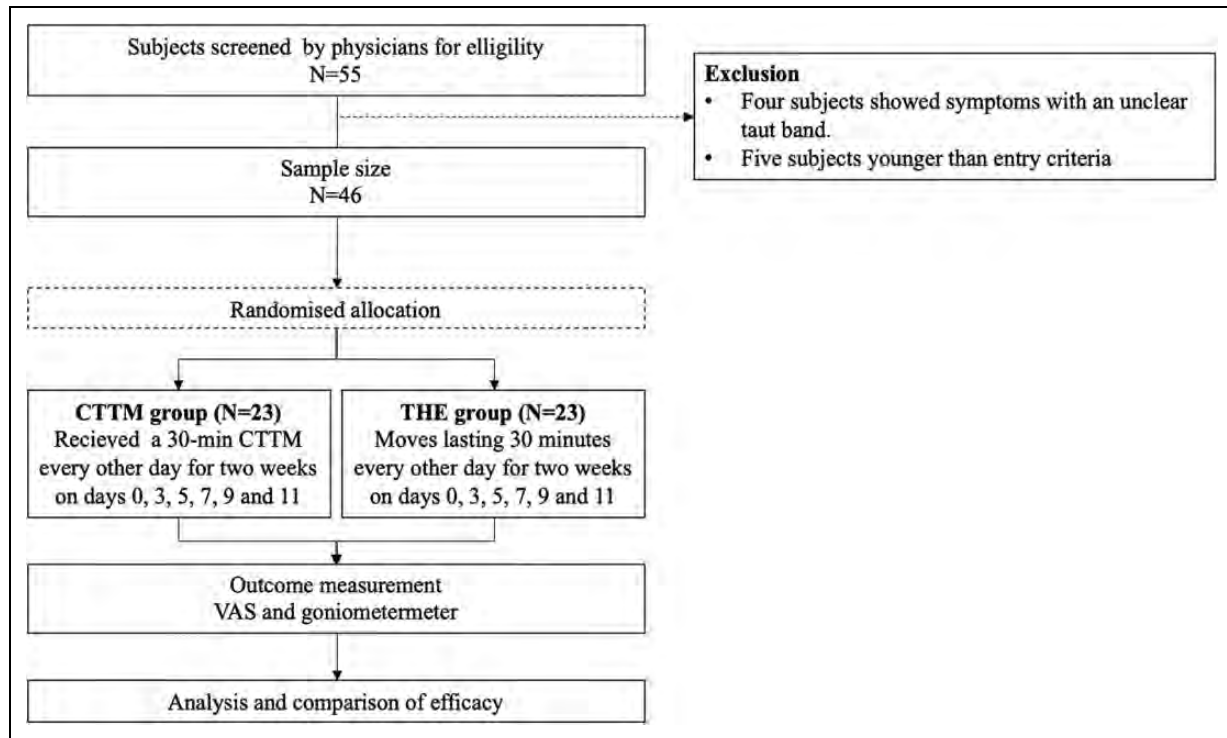 Subjects screened by physicians for elligility
N=55
Exclusion
• Four subjects showed symptoms with an unclear
taut band.
• Five subjects younger than entry criteria
Sample size
N=46
Randomised allocation
CTTM group (N=23)
Recieved a 30-min CTTM
every other day for two weeks
on days 0, 3, 5, 7, 9 and 11
THE group (N=23)
Moves lasting 30 minutes
every other day for two weeks
on days 0, 3, 5, 7, 9 and 11
Outcome measurement
VAS and goniometermeter
Analysis and comparison of efficacy